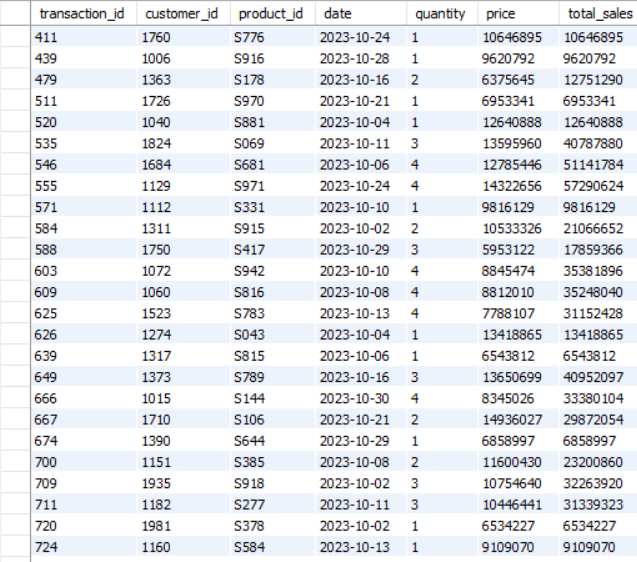 transaction_id customer_id product_id date quantity price total_sales
411 1760 S776 2023-10-24 1 10646895 10646895
439 1006 S916 2023-10-28 1 9620792 9620792
479 1363 S178 2023-10-16 2 6375645 12751290
511 1726 S970 2023-10-21 1 6953341 6953341
520 1040 S881 2023-10-04 1 12640888 12640888
535 1824 S069 2023-10-11 3 13595960 40787880
546 1684 S681 2023-10-06 4 12785446 51141784
555 1129 S971 2023-10-24 4 14322656 57290624
571 1112 S331 2023-10-10 1 9816129 9816129
584 1311 S915 2023-10-02 2 10533326 21066652
588 1750 S417 2023-10-29 3 5953122 17859366
603 1072 S942 2023-10-10 4 8845474 35381896
609 1060 S816 2023-10-08 4 8812010 35248040
625 1523 S783 2023-10-13 4 7788107 31152428
626 1274 S043 2023-10-04 1 13418865 13418865
639 1317 S815 2023-10-06 1 6543812 6543812
649 1373 S789 2023-10-16 3 13650699 40952097
666 1015 S144 2023-10-30 4 8345026 33380104
667 1710 S106 2023-10-21 2 14936027 29872054
674 1390 S644 2023-10-29 1 6858997 6858997
700 1151 S385 2023-10-08 2 11600430 23200860
709 1935 S918 2023-10-02 3 10754640 32263920
711 1182 S277 2023-10-11 3 10446441 31339323
720 1981 S378 2023-10-02 1 6534227 6534227
724 1160 S584 2023-10-13 1 9109070 9109070